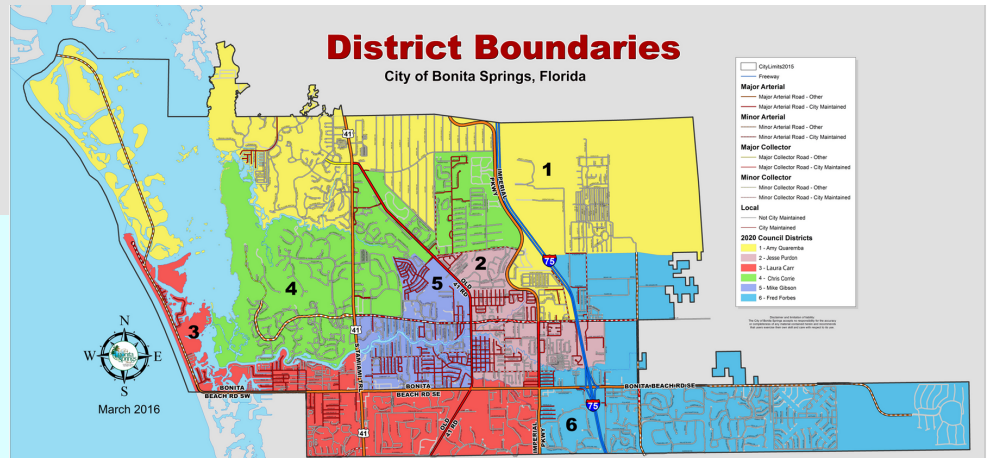 District Boundaries
City of Bonita Springs, Florida
CityLimits2015
Freeway
Major Arterial
Major Arterial Road - Other
Major Arterial Road - City Maintained
Minor Arterial
Minor Arterial Road - Other
Minor Arterial Road - City Maintained
Major Collector
Major Collector Road - Other
Major Collector Road - City Maintained
Minor Collector
Minor Collector Road - Other
Minor Collector Road - City Maintained
Local
Not City Maintained
City Maintained
2020 Council Districts
1 - Amy Quaremba
2 - Jesse Purdon
3 - Laura Carr
4 - Chris Corrie
5 - Mike Gibson
6 - Fred Forbes
41
IMPERIAL
PKWY
1
75
2
OLD
41 RD
5
4
3
41
S TAMIAMI TRL
N
W
E
S
Bonita
Springs
March 2016
BONITA
BEACH RD SW
BONITA
BEACH RD SE
BONITA BEACH RD SE
75
OLD
41 RD
41
IMPERIAL
PKWY
6